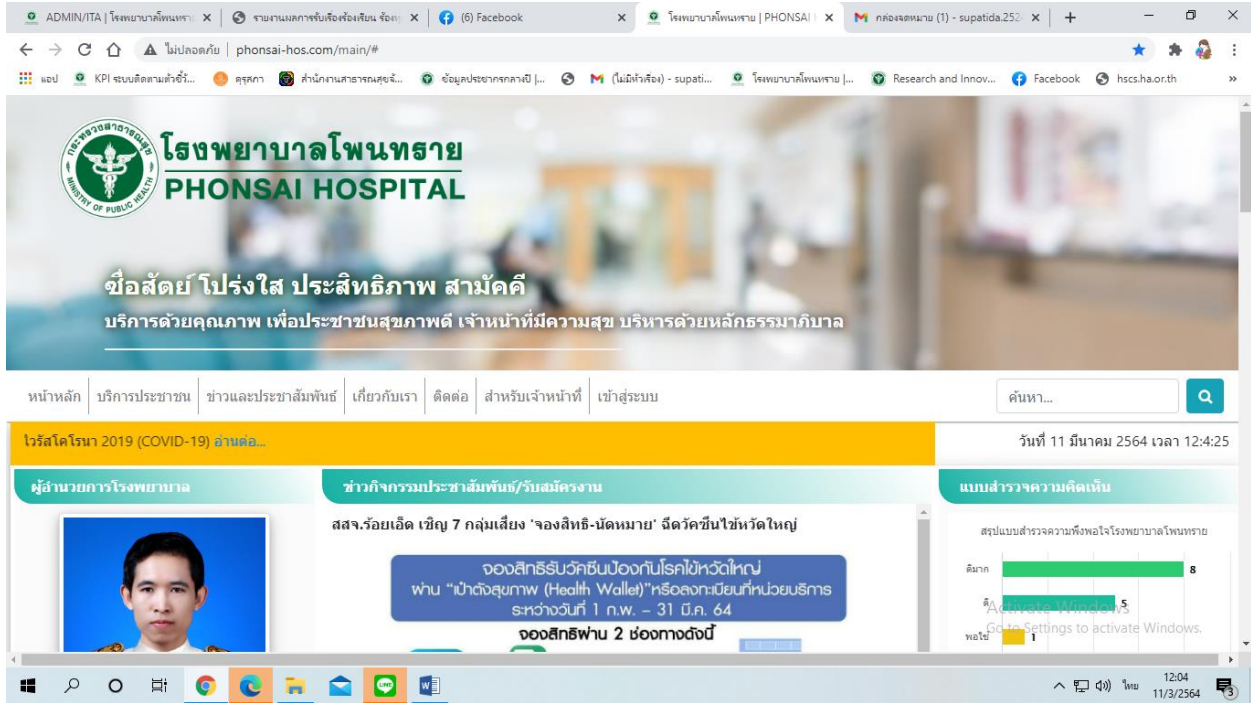 ADMIN/ITA | โรงพยาบาลโพนทรา
รายงานผลการรับเรื่องร้องเรียน ร้อง
(6) Facebook
โรงพยาบาลโพนทราย | PHONSAI
กล่องจดหมาย (1) - supatida.252
ไม่ปลอดภัย | phonsai-hos.com/main/#
แอป
KPI ระบบติดตามตัวชี้วั...
คุรุสภา
สำนักงานสาธารณสุขจั...
ข้อมูลประชากรกลางปี |...
(ไม่มีหัวเรื่อง) - supati...
โรงพยาบาลโพนทราย |...
Research and Innov...
Facebook
hscs.ha.or.th
»
กระทรวงสาธารณสุข
MINISTRY OF PUBLIC HEALTH
โรงพยาบาลโพนทราย
PHONSAI HOSPITAL
ซื่อสัตย์ โปร่งใส ประสิทธิภาพ สามัคคี
บริการด้วยคุณภาพ เพื่อประชาชนสุขภาพดี เจ้าหน้าที่มีความสุข บริหารด้วยหลักธรรมาภิบาล
หน้าหลัก | บริการประชาชน | ข่าวและประชาสัมพันธ์ | เกี่ยวกับเรา | ติดต่อ | สำหรับเจ้าหน้าที่ | เข้าสู่ระบบ
ค้นหา...
ไวรัสโคโรนา 2019 (COVID-19) อ่านต่อ...
วันที่ 11 มีนาคม 2564 เวลา 12:4:25
ผู้อำนวยการโรงพยาบาล
ข่าวกิจกรรมประชาสัมพันธ์/รับสมัครงาน
สสจ.ร้อยเอ็ด เชิญ 7 กลุ่มเสี่ยง 'จองสิทธิ-นัดหมาย' ฉีดวัคซีนไข้หวัดใหญ่
จองสิทธิรับวัคซีนป้องกันโรคไข้หวัดใหญ่
ผ่าน "เป๋าตังสุขภาพ (Health Wallet)"หรือลงทะเบียนที่หน่วยบริการ
ระหว่างวันที่ 1 ก.พ. – 31 มี.ค. 64
จองสิทธิผ่าน 2 ช่องทางดังนี้
แบบสำรวจความคิดเห็น
สรุปแบบสำรวจความพึงพอใจโรงพยาบาลโพนทราย
ดีมาก 8
ดี 5
พอใช้ 1
Activate Windows
Go to Settings to activate Windows.
LINE
ไทย
12:04
11/3/2564
3